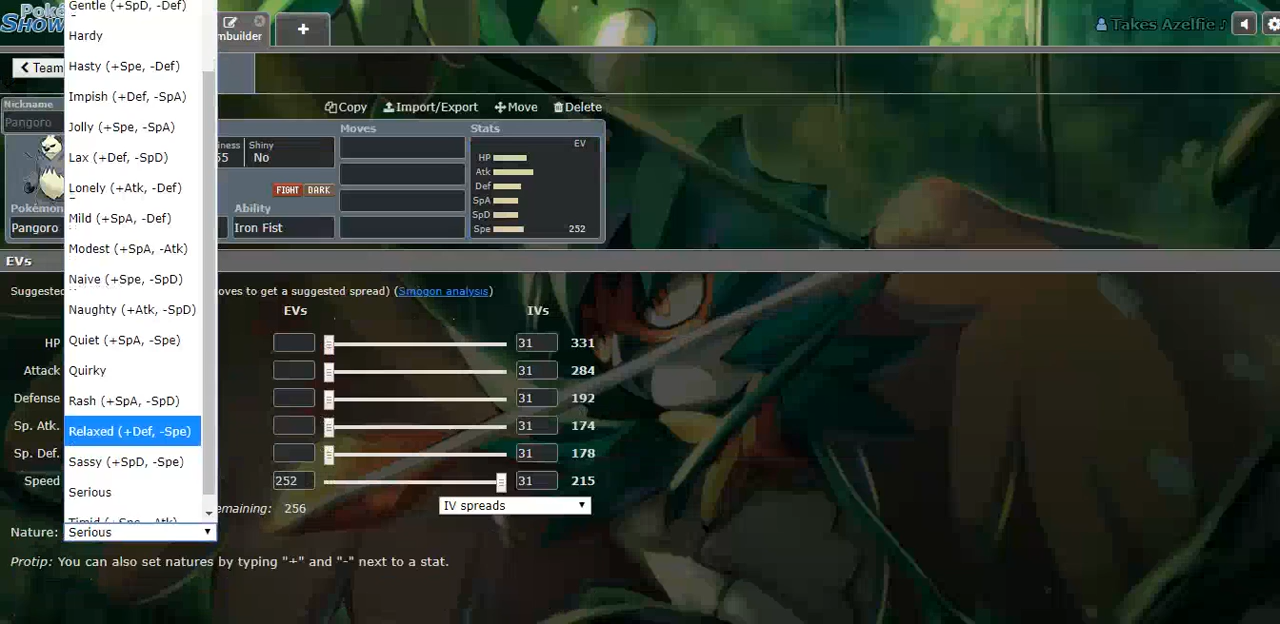 Poké
SHOW
mbuilder
+
Takes Azelfie ♪
Team
Nickname
Pangoro
Copy
Import/Export
Move
Delete
Gentle (+SpD, -Def)
Hardy
Hasty (+Spe, -Def)
Impish (+Def, -SpA)
Jolly (+Spe, -SpA)
Lax (+Def, -SpD)
Lonely (+Atk, -Def)
Mild (+SpA, -Def)
Modest (+SpA, -Atk)
Naive (+Spe, -SpD)
Naughty (+Atk, -SpD)
Quiet (+SpA, -Spe)
Quirky
Rash (+SpA, -SpD)
Relaxed (+Def, -Spe)
Sassy (+SpD, -Spe)
Serious
Timid (+Spe, -Atk)
iness
55
Shiny
No
FIGHT DARK
Pokémon
Pangoro
Ability
Iron Fist
Moves
Stats
EV
HP
Atk
Def
SpA
SpD
Spe 252
EVs
Suggested
oves to get a suggested spread) (Smogon analysis)
EVs IVs
HP 31 331
Attack 31 284
Defense 31 192
Sp. Atk. 31 174
Sp. Def. 31 178
Speed 252 31 215
emaining: 256
IV spreads
Nature: Serious
Protip: You can also set natures by typing "+" and "-" next to a stat.